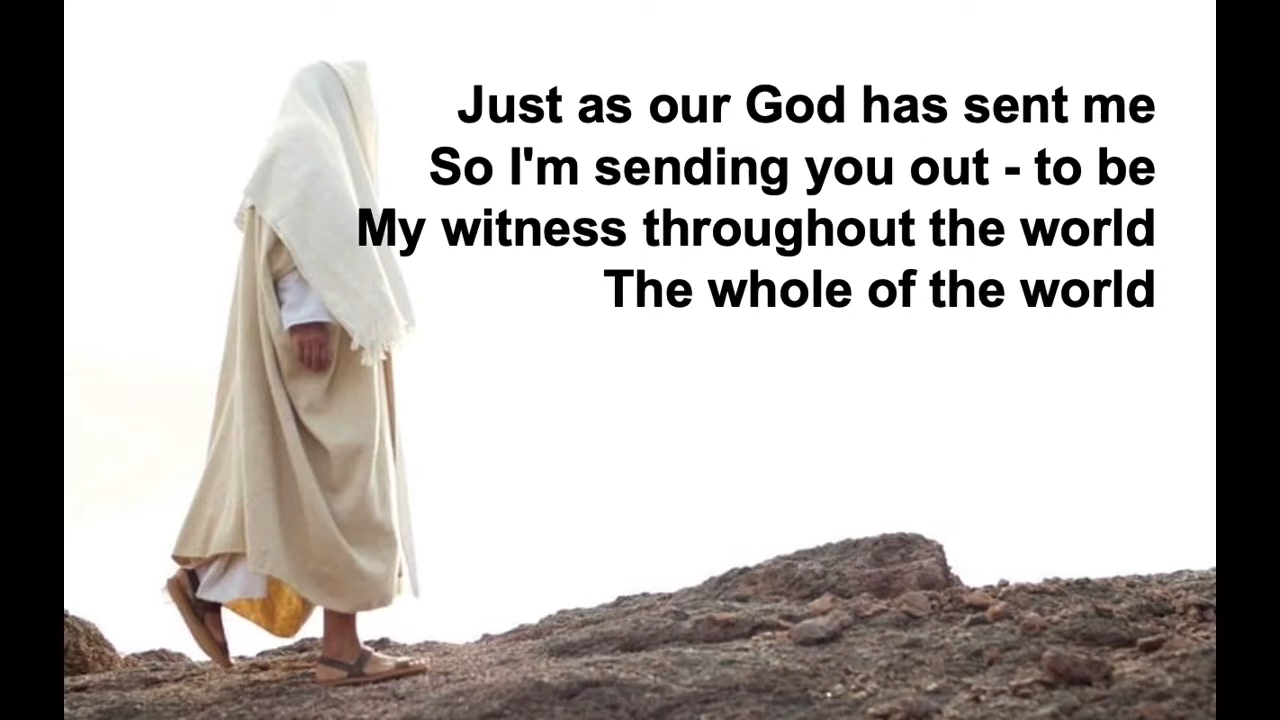 Just as our God has sent me
So I'm sending you out - to be
My witness throughout the world
The whole of the world